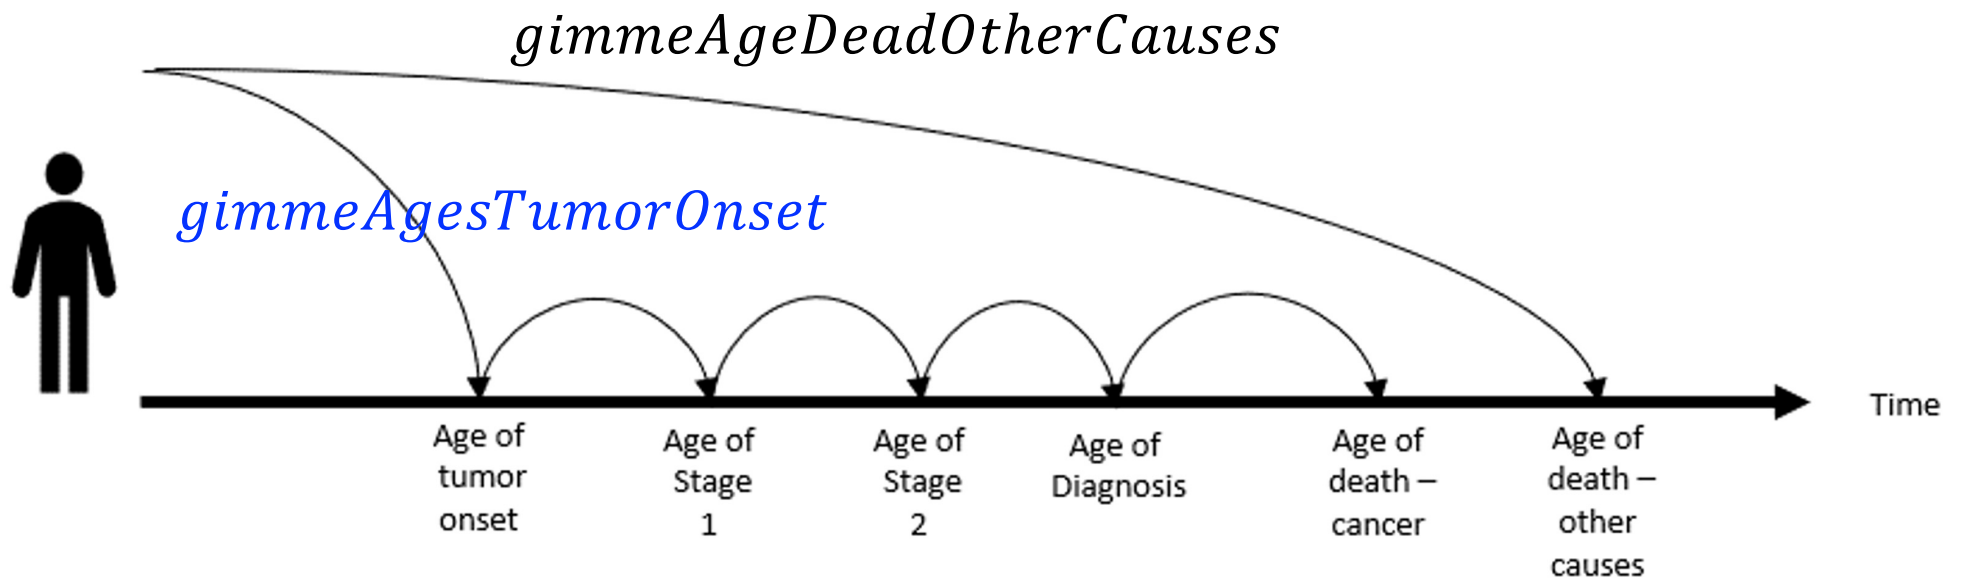 gimmeAgeDeadOtherCauses
gimmeAgesTumorOnset
Time
Age of
tumor
onset
Age of
Stage
1
Age of
Stage
2
Age of
Diagnosis
Age of
death –
cancer
Age of
death –
other
causes